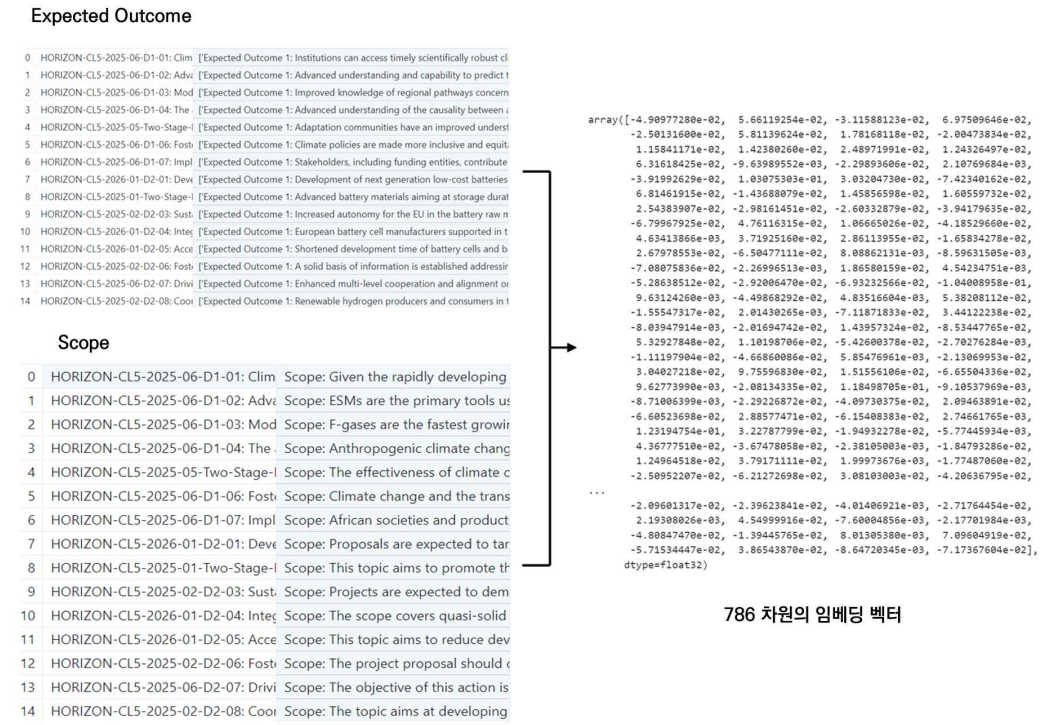 Expected Outcome
0 HORIZON-CL5-2025-06-D1-01: Clim ['Expected Outcome 1: Institutions can access timely scientifically robust cl
1 HORIZON-CL5-2025-06-D1-02: Adva ['Expected Outcome 1: Advanced understanding and capability to predict t
2 HORIZON-CL5-2025-06-D1-03: Mod ['Expected Outcome 1: Improved knowledge of regional pathways concern
3 HORIZON-CL5-2025-06-D1-04: The ['Expected Outcome 1: Advanced understanding of the causality between a
4 HORIZON-CL5-2025-05-Two-Stage- ['Expected Outcome 1: Adaptation communities have an improved underst
5 HORIZON-CL5-2025-06-D1-06: Fost ['Expected Outcome 1: Climate policies are made more inclusive and equit
6 HORIZON-CL5-2025-06-D1-07: Impl ['Expected Outcome 1: Stakeholders, including funding entities, contribute
7 HORIZON-CL5-2026-01-D2-01: Deve ['Expected Outcome 1: Development of next generation low-cost batteries
8 HORIZON-CL5-2025-01-Two-Stage- ['Expected Outcome 1: Advanced battery materials aiming at storage durat
9 HORIZON-CL5-2025-02-D2-03: Sust ['Expected Outcome 1: Increased autonomy for the EU in the battery raw m
10 HORIZON-CL5-2026-01-D2-04: Integ ['Expected Outcome 1: European battery cell manufacturers supported in t
11 HORIZON-CL5-2026-01-D2-05: Acce ['Expected Outcome 1: Shortened development time of battery cells and b
12 HORIZON-CL5-2025-02-D2-06: Fost ['Expected Outcome 1: A solid basis of information is established addressin
13 HORIZON-CL5-2025-06-D2-07: Drivi ['Expected Outcome 1: Enhanced multi-level cooperation and alignment or
14 HORIZON-CL5-2025-02-D2-08: Coor ['Expected Outcome 1: Renewable hydrogen producers and consumers in t
Scope
0 HORIZON-CL5-2025-06-D1-01: Clim Scope: Given the rapidly developing
1 HORIZON-CL5-2025-06-D1-02: Adva Scope: ESMs are the primary tools us
2 HORIZON-CL5-2025-06-D1-03: Mod Scope: F-gases are the fastest growin
3 HORIZON-CL5-2025-06-D1-04: The Scope: Anthropogenic climate chang
4 HORIZON-CL5-2025-05-Two-Stage- Scope: The effectiveness of climate c
5 HORIZON-CL5-2025-06-D1-06: Foste Scope: Climate change and the trans
6 HORIZON-CL5-2025-06-D1-07: Impl Scope: African societies and product
7 HORIZON-CL5-2026-01-D2-01: Deve Scope: Proposals are expected to tar
8 HORIZON-CL5-2025-01-Two-Stage- Scope: This topic aims to promote th
9 HORIZON-CL5-2025-02-D2-03: Susta Scope: Projects are expected to dem
10 HORIZON-CL5-2026-01-D2-04: Integ Scope: The scope covers quasi-solid
11 HORIZON-CL5-2026-01-D2-05: Acce Scope: This topic aims to reduce dev
12 HORIZON-CL5-2025-02-D2-06: Foste Scope: The project proposal should c
13 HORIZON-CL5-2025-06-D2-07: Drivi Scope: The objective of this action is
14 HORIZON-CL5-2025-02-D2-08: Coor Scope: The topic aims at developing
array([-4.90977280e-02, 5.66119254e-02, -3.11588123e-02, 6.97509646e-02,
-2.50131600e-02, 5.81139624e-02, 1.78168118e-02, -2.00473834e-02,
1.15841171e-02, 1.42380260e-02, 2.48971991e-02, 1.24326497e-02,
6.31618425e-02, -9.63989552e-03, -2.29893606e-02, 2.10769684e-03,
-3.91992629e-02, 1.03075303e-01, 3.03204730e-02, -7.42340162e-02,
6.81461915e-02, -1.43688079e-02, 1.45856598e-02, 1.60559732e-02,
2.54383907e-02, -2.98161451e-02, -2.60332879e-02, -3.94179635e-02,
-6.79967925e-02, 4.76116315e-02, 1.06665026e-02, -4.18529660e-02,
4.63413866e-03, 3.71925160e-02, 2.86113955e-02, -1.65834278e-02,
2.67978553e-02, -6.50477111e-02, 8.08862131e-03, -8.59631505e-03,
-7.08075836e-02, -2.26996513e-03, 1.86580159e-02, 4.54234751e-03,
-5.28638512e-02, -2.92006470e-02, -6.93232566e-02, -1.04008958e-01,
9.63124260e-03, -4.49868292e-02, 4.83516604e-03, 5.38208112e-02,
-1.55547317e-02, 2.01430265e-03, -7.11871833e-02, 3.44122238e-02,
-8.03947914e-03, -2.01694742e-02, 1.43957324e-02, -8.53447765e-02,
5.32927848e-02, 1.10198706e-02, -5.42600378e-02, -2.70276284e-03,
-1.11197904e-02, -4.66860086e-02, 5.85476961e-03, -2.13069953e-02,
3.04027218e-02, 9.75596830e-02, 1.51556106e-02, -6.65504336e-02,
9.62773990e-03, -2.08134335e-02, 1.18498705e-01, -9.10537969e-03,
-8.71006399e-03, -2.29226872e-02, -4.09730375e-02, 2.09463891e-02,
-6.60523698e-02, 2.88577471e-02, -6.15408383e-02, 2.74661765e-03,
1.23194754e-01, 3.22787799e-02, -1.94932278e-02, -5.77445934e-03,
4.36777510e-02, -3.67478058e-02, -2.38105003e-02, -1.84793286e-02,
1.24964518e-02, 3.79171111e-02, 1.99973676e-03, -1.77487060e-02,
-2.50952207e-02, -6.21272698e-02, 3.08103003e-02, -4.20636795e-02,
...
-2.09601317e-02, -2.39623841e-02, -4.01406921e-03, -2.71764454e-02,
2.19308026e-03, 4.54999916e-02, -7.60004856e-03, -2.17701984e-03,
-4.80847470e-02, -1.39445765e-02, 8.01305380e-03, 7.09604919e-02,
-5.71534447e-02, 3.86543870e-02, -8.64720345e-03, -7.17367604e-02],
dtype=float32)
786 차원의 임베딩 벡터